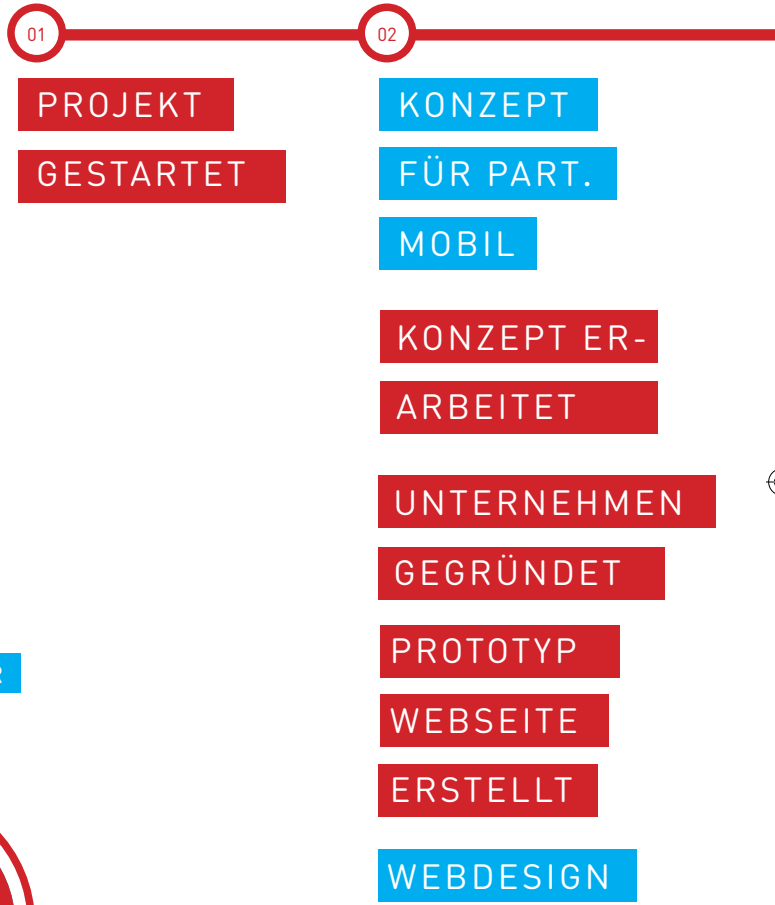 01
02
PROJEKT
GESTARTET
KONZEPT
FÜR PART.
MOBIL
KONZEPT ER-
ARBEITET
UNTERNEHMEN
GEGRÜNDET
PROTOTYP
WEBSEITE
ERSTELLT
WEBDESIGN